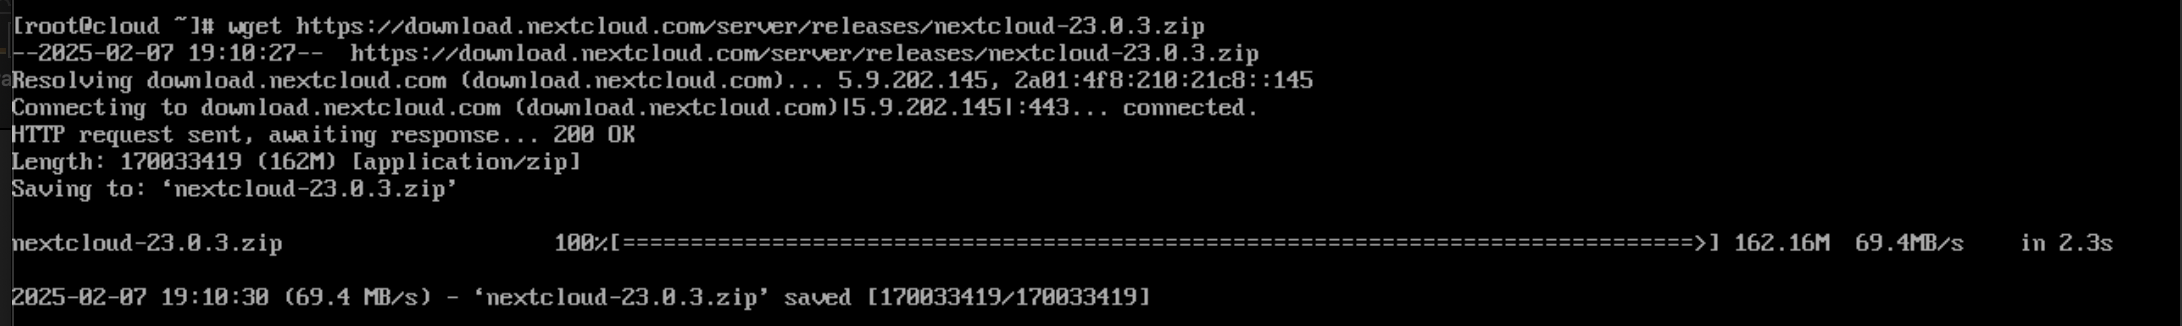 [root@cloud ~]# wget https://download.nextcloud.com/server/releases/nextcloud-23.0.3.zip
--2025-02-07 19:10:27--  https://download.nextcloud.com/server/releases/nextcloud-23.0.3.zip
Resolving download.nextcloud.com (download.nextcloud.com)... 5.9.202.145, 2a01:4f8:210:21c8::145
Connecting to download.nextcloud.com (download.nextcloud.com)|5.9.202.145|:443... connected.
HTTP request sent, awaiting response... 200 OK
Length: 170033419 (162M) [application/zip]
Saving to: ‘nextcloud-23.0.3.zip’
nextcloud-23.0.3.zip 100%[===============================================================================>] 162.16M 69.4MB/s in 2.3s
2025-02-07 19:10:30 (69.4 MB/s) - ‘nextcloud-23.0.3.zip’ saved [170033419/170033419]